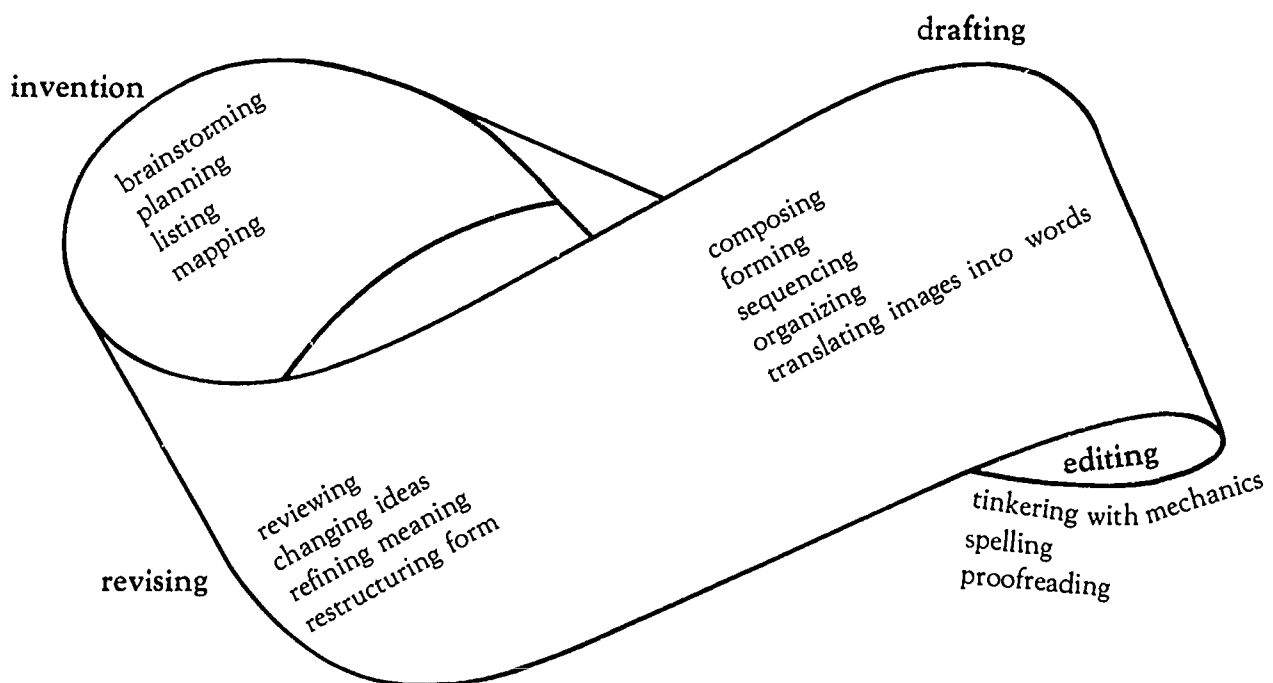 drafting
invention
brainstorming
planning
listing
mapping
composing
forming
sequencing
organizing
translating images into words
editing
tinkering with mechanics
spelling
proofreading
reviewing
changing ideas
refining meaning
restructuring form
revising